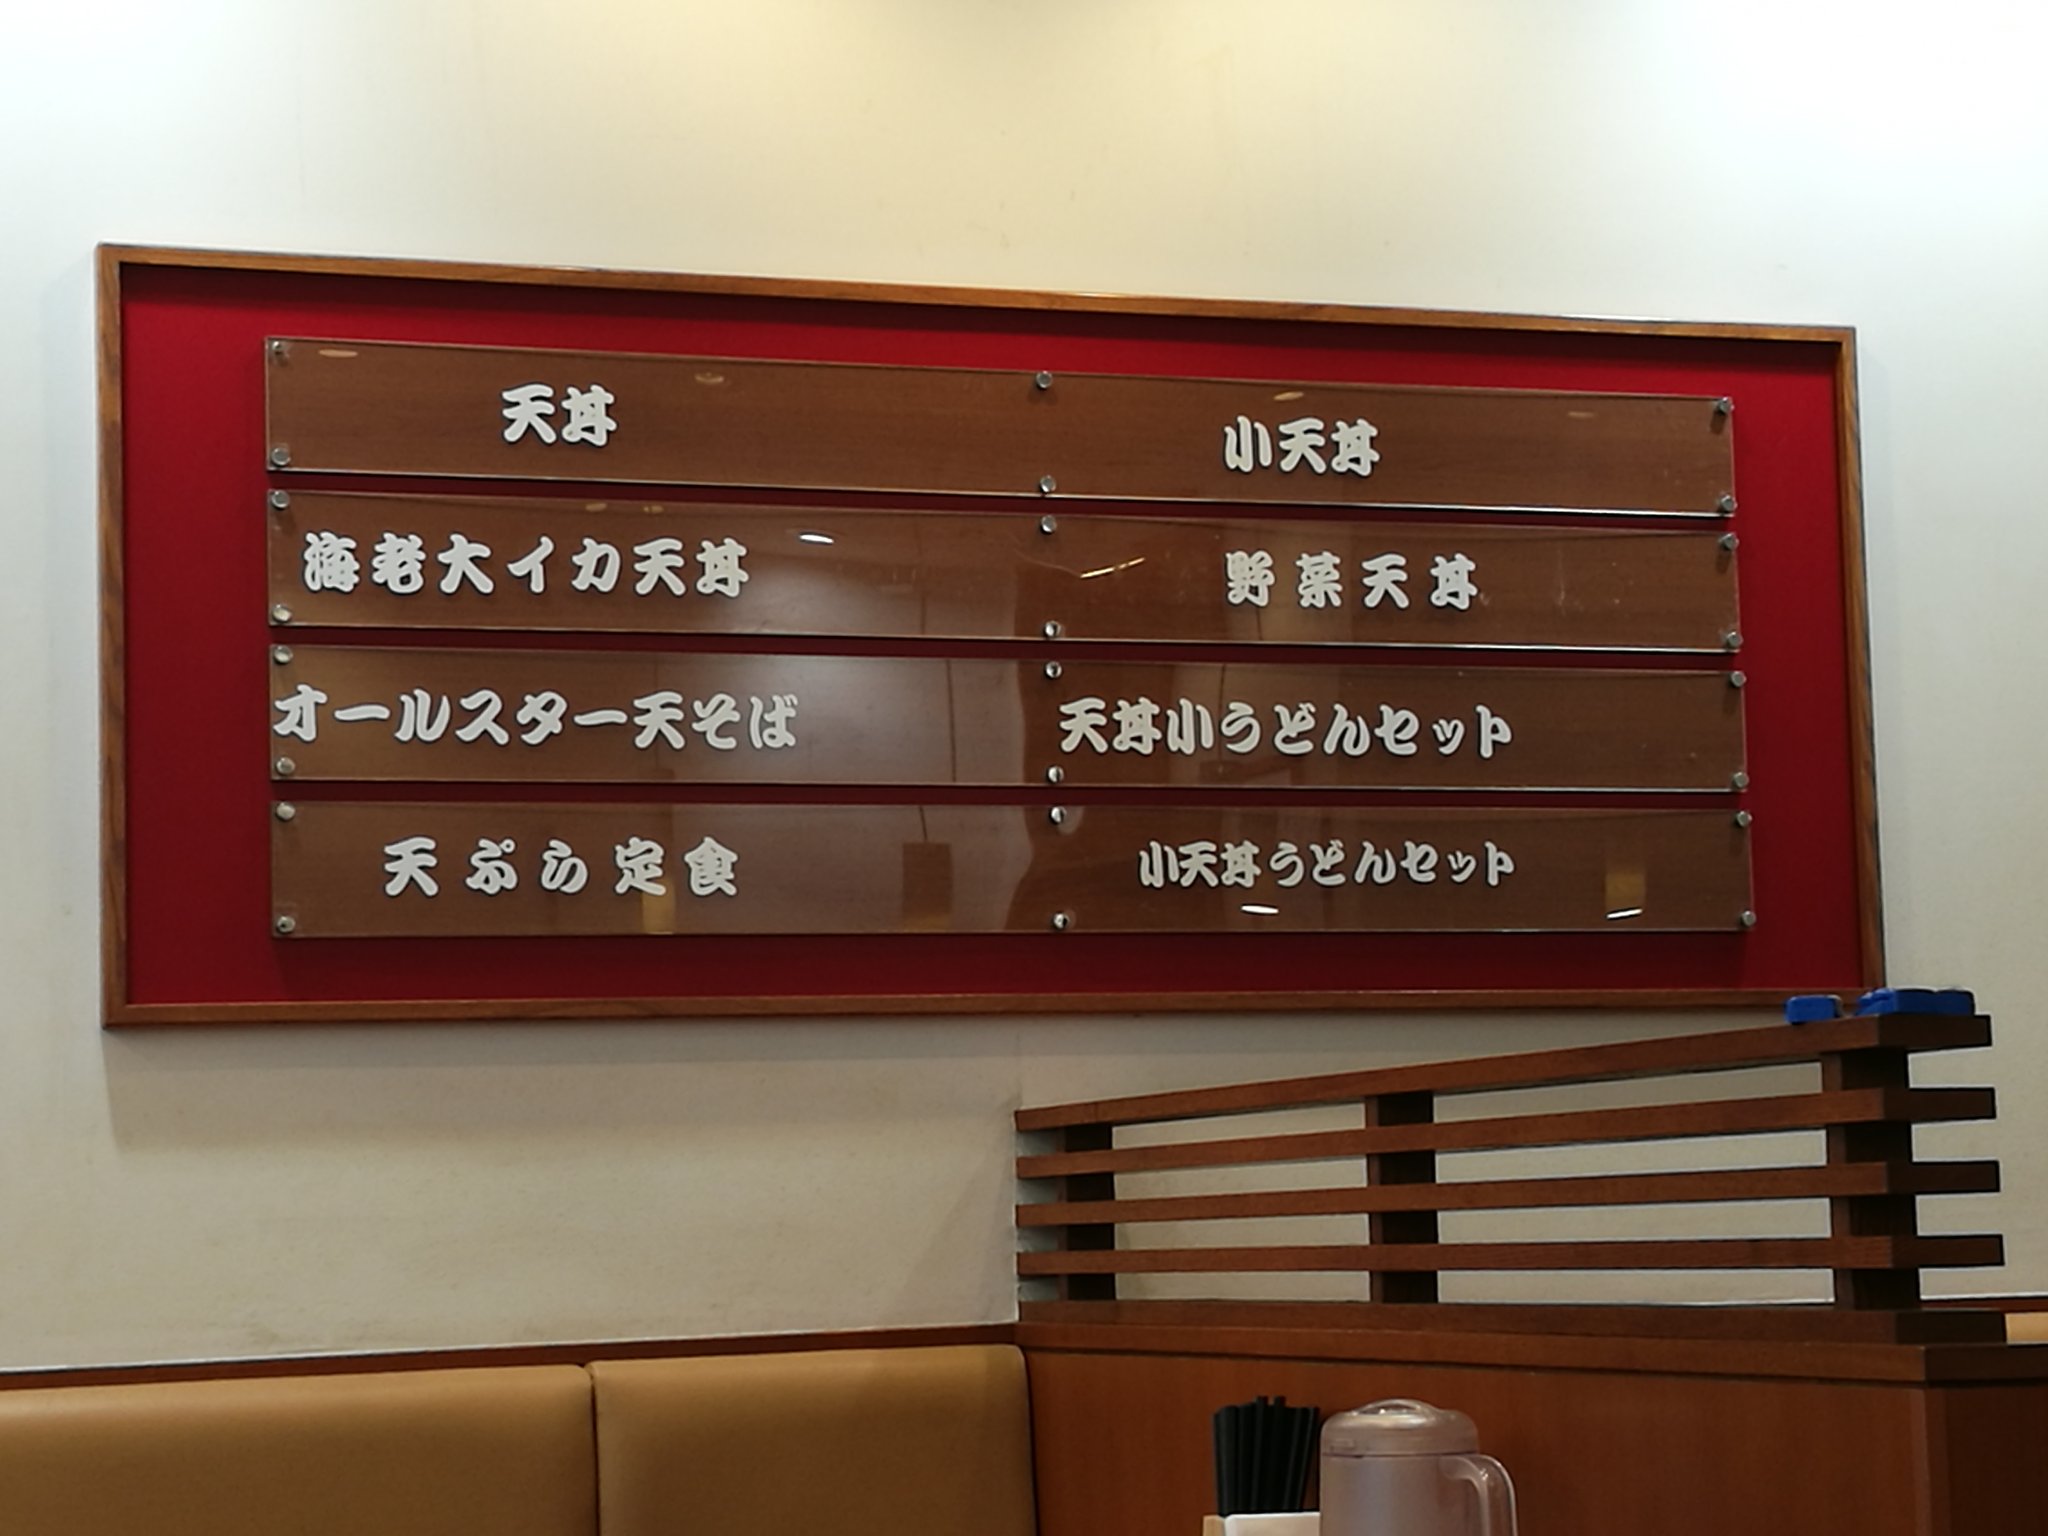 天丼
小天丼
海老大イカ天丼
野菜天丼
オールスター天そば
天丼小うどんセット
天ぷら定食
小天丼うどんセット